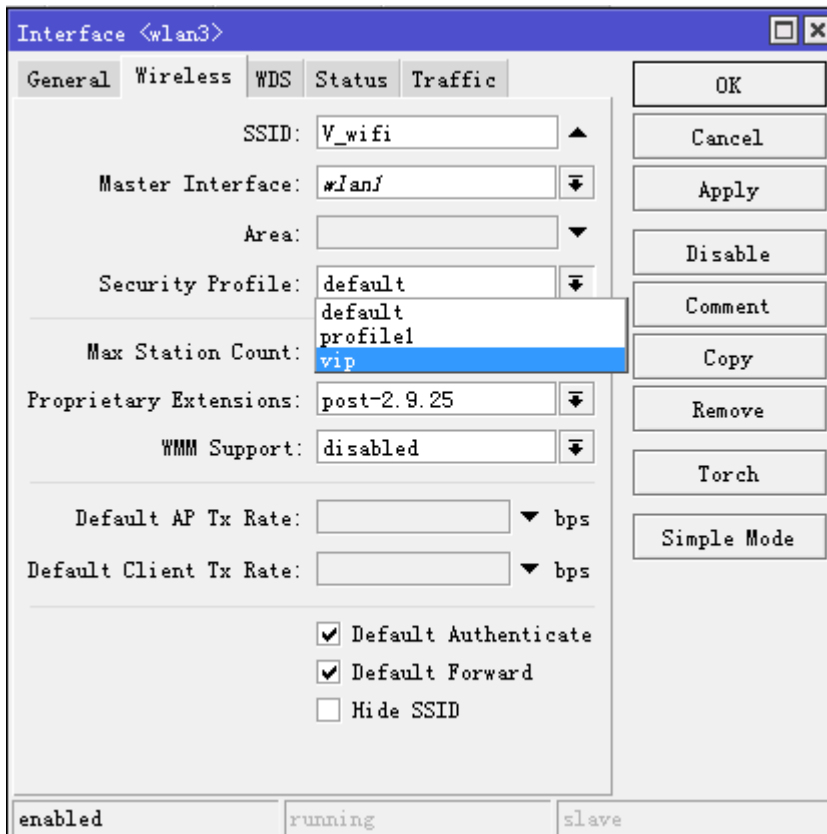 Interface <wlan3>
General Wireless WDS Status Traffic
OK
SSID: V_wifi
Cancel
Master Interface: wlan1
Apply
Area:
Disable
Security Profile: default
default
Comment
profile1
Max Station Count: vip
Copy
Proprietary Extensions: post-2.9.25
Remove
WMM Support: disabled
Torch
Default AP Tx Rate: bps
Simple Mode
Default Client Tx Rate: bps
Default Authenticate
Default Forward
Hide SSID
enabled running slave